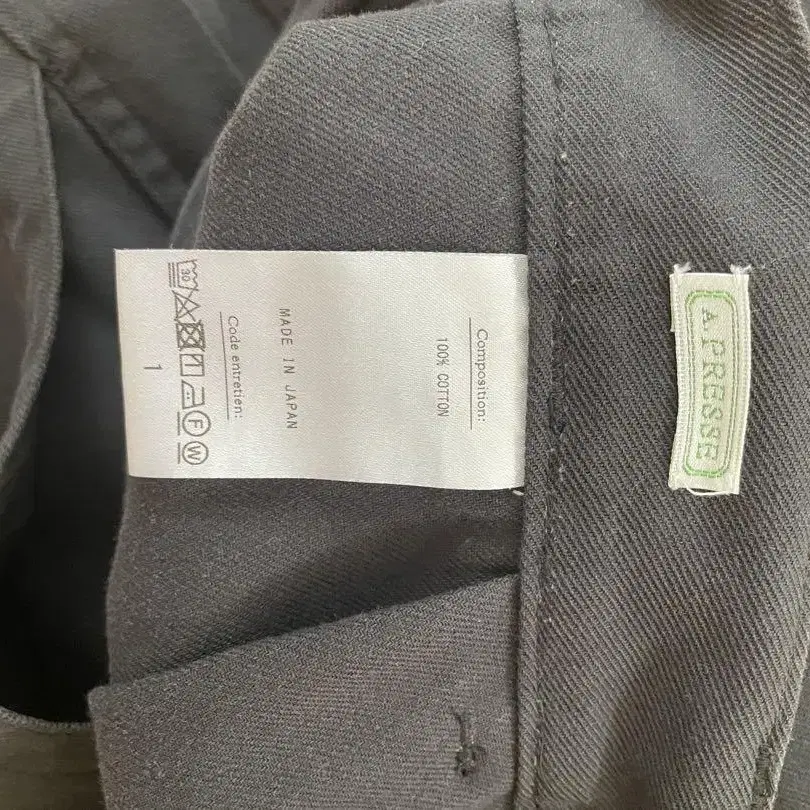 Composition:
100% COTTON
MADE IN JAPAN
Code entretien:
30
F
W
1
A.PRESSE